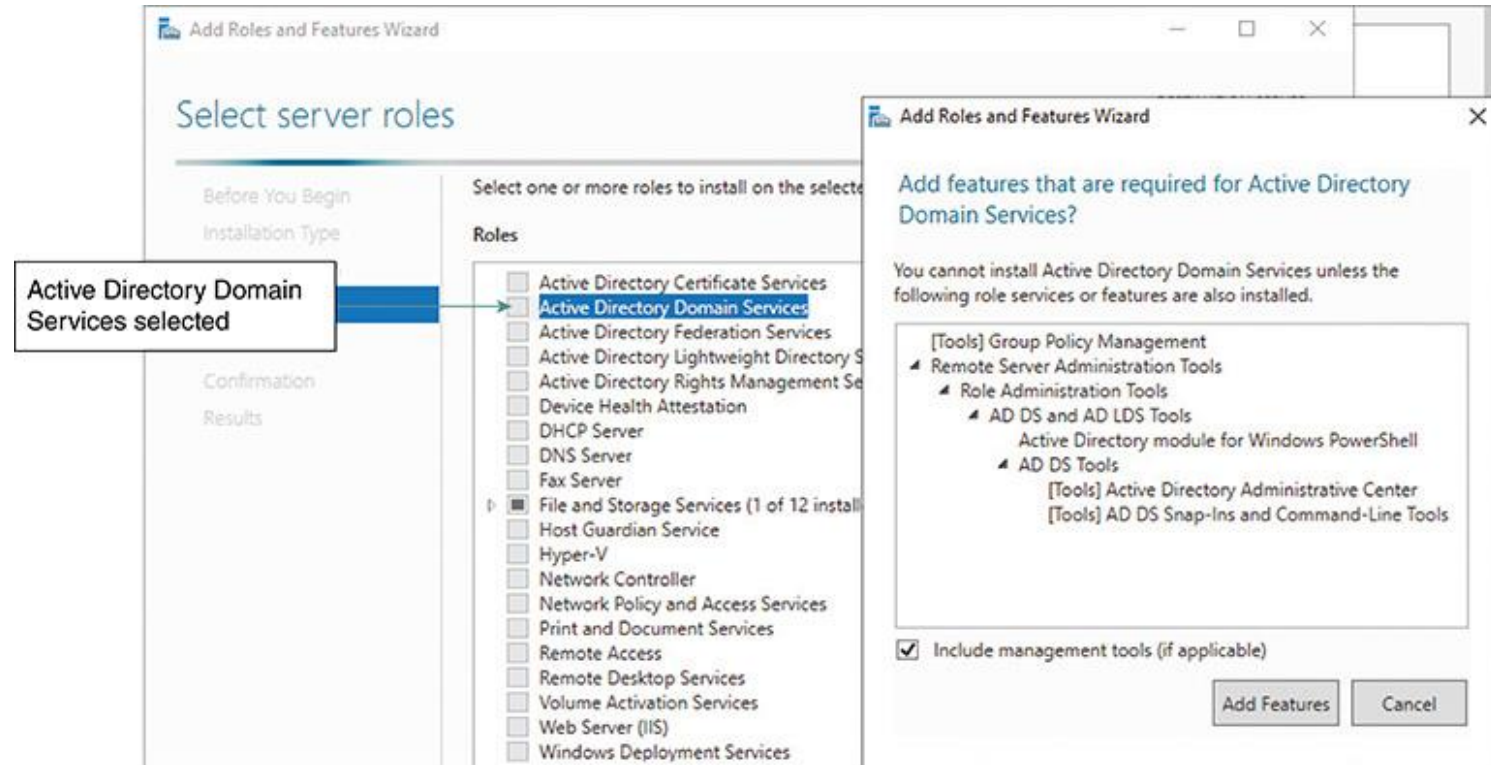 Add Roles and Features Wizard
Select server roles
Before You Begin
Installation Type
Active Directory Domain
Services selected
Confirmation
Results
Select one or more roles to install on the selecte
Roles
Active Directory Certificate Services
Active Directory Domain Services
Active Directory Federation Services
Active Directory Lightweight Directory S
Active Directory Rights Management Se
Device Health Attestation
DHCP Server
DNS Server
Fax Server
File and Storage Services (1 of 12 install
Host Guardian Service
Hyper-V
Network Controller
Network Policy and Access Services
Print and Document Services
Remote Access
Remote Desktop Services
Volume Activation Services
Web Server (IIS)
Windows Deployment Services
Add Roles and Features Wizard
Add features that are required for Active Directory
Domain Services?
You cannot install Active Directory Domain Services unless the
following role services or features are also installed.
[Tools] Group Policy Management
Remote Server Administration Tools
Role Administration Tools
AD DS and AD LDS Tools
Active Directory module for Windows PowerShell
AD DS Tools
[Tools] Active Directory Administrative Center
[Tools] AD DS Snap-Ins and Command-Line Tools
Include management tools (if applicable)
Add Features
Cancel